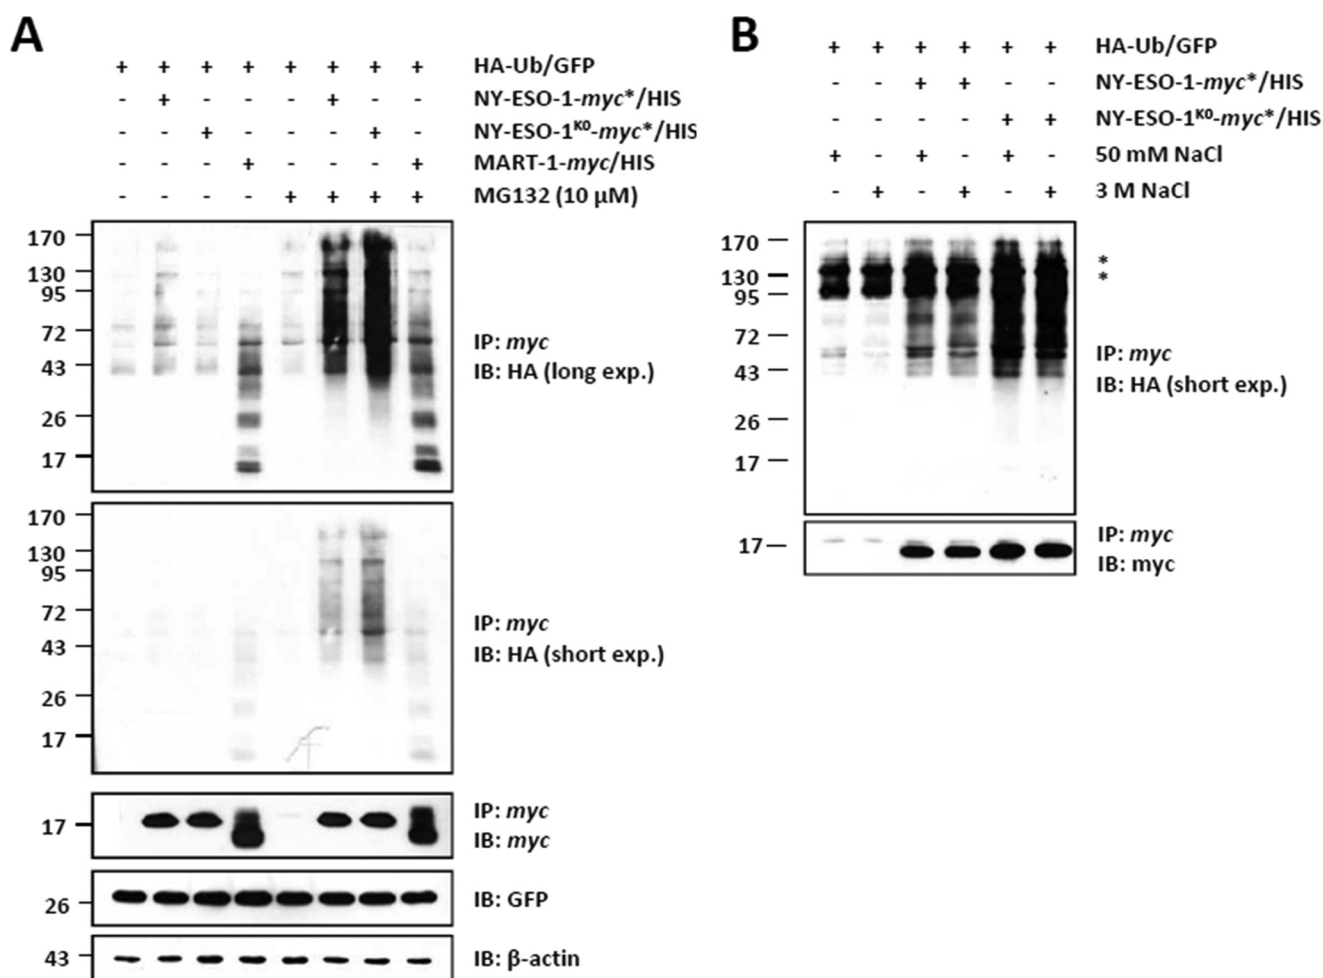 A
+ + + + + + + + HA-Ub/GFP
- + - - - + - - NY-ESO-1-myc*/HIS
- - + - - - + - NY-ESO-1ᴷ⁰-myc*/HIS
- - - + - - - + MART-1-myc/HIS
- - - - + + + + MG132 (10 µM)
170
130
95
72
43
26
17
IP: myc
IB: HA (long exp.)
170
130
95
72
43
26
17
IP: myc
IB: HA (short exp.)
17
IP: myc
IB: myc
26
IB: GFP
43
IB: β-actin
B
+ + + + + + HA-Ub/GFP
- - + + - - NY-ESO-1-myc*/HIS
- - - - + + NY-ESO-1ᴷ⁰-myc*/HIS
+ - + - + - 50 mM NaCl
- + - + - + 3 M NaCl
170
130
95
72
43
26
17
*
*
IP: myc
IB: HA (short exp.)
17
IP: myc
IB: myc